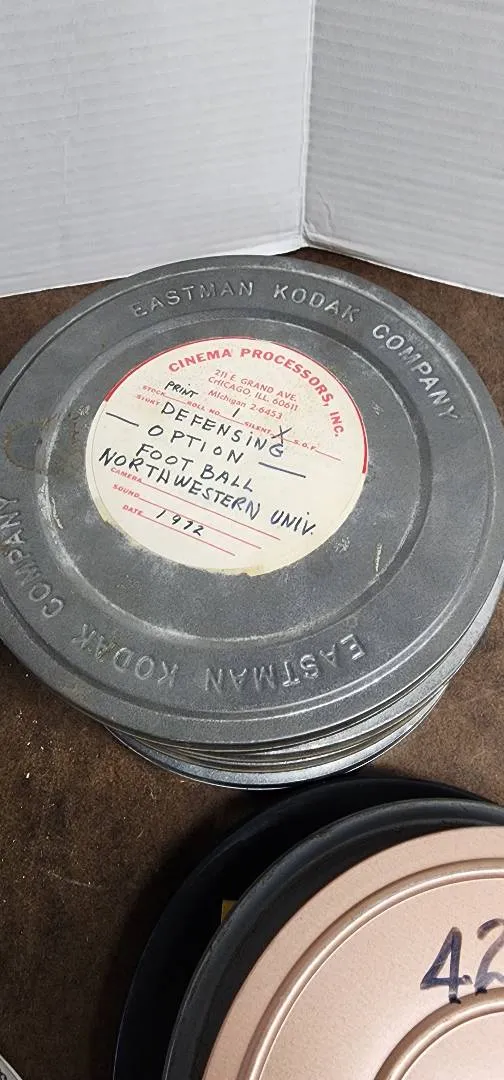 EASTMAN KODAK COMPANY
CINEMA PROCESSORS, INC.
211 E. GRAND AVE.
CHICAGO, ILL. 60611
Michigan 2-6453
STOCK PRINT ROLL NO. 1 SILENT X S.O.F.
STORY DEFENSING
— OPTION —
FOOT BALL
NORTHWESTERN UNIV.
CAMERA
SOUND
DATE 1972
EASTMAN KODAK COMPANY
42